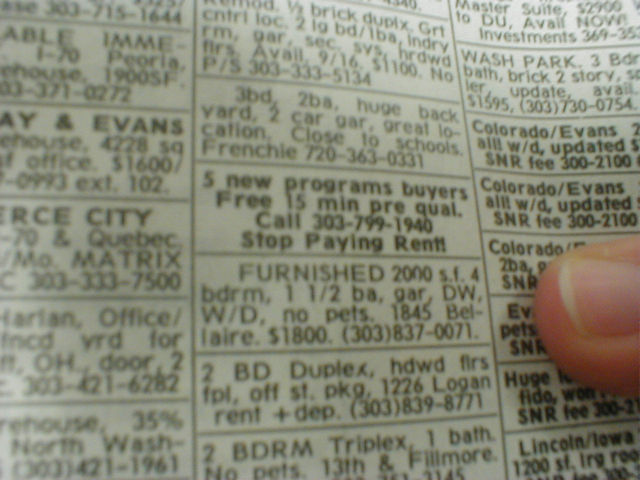 303-715-1644
ABLE IMME-
I-70 Peoria,
ehouse, 1900SF.
03-371-0272
AY & EVANS
ehouse, 4228 sq
office. $1600/
-0993 ext. 102.
ERCE CITY
-70 & Quebec.
/Mo. MATRIX
303-333-7500
Harlan, Office/
fncd yrd for
OH, door, 2
303-421-6282
rehouse, 35%
North Wash-
(303)421-1961
Remod. ½ brick duplx. Grt
cntrl loc. 2 lg bd/1ba, lndry
rm, gar, sec. sys, hrdwd
flrs. Avail. 9/16. $1100. No
P/S 303-333-5134
3bd, 2ba, huge back
yard, 2 car gar, great lo-
cation. Close to schools.
Frenchie 720-363-0331
5 new programs buyers
Free 15 min pre qual.
Call 303-799-1940
Stop Paying Rent!
FURNISHED 2000 s.f. 4
bdrm, 1 1/2 ba, gar, DW,
W/D, no pets. 1845 Bel-
laire. $1800. (303)837-0071.
2 BD Duplex, hdwd flrs
fpl, off st. pkg, 1226 Logan
rent + dep. (303)839-8771
2 BDRM Triplex, 1 bath.
No pets. 13th & Fillmore.
Master Suite $2900
to DU, Avail NOW!
Investments 369-35
WASH PARK. 3 Bdr
bath, brick 2 story, s
ler, update, avail.
$1595, (303)730-0754.
Colorado/Evans
all w/d, updated $
SNR fee 300-2100
Colorado/Evans
all w/d, updated
SNR fee 300-2100
Colorado/E
2ba,
SNR
Ev
pets
SNR
Huge
fido, won
SNR fee 300-
Lincoln/Iowa
1200 sf, lrg roo